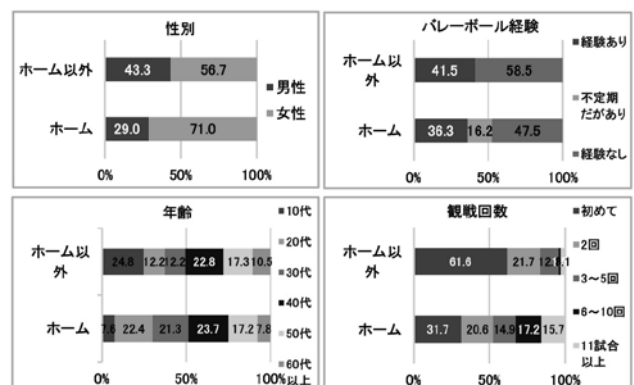 性別
ホーム以外
43.3
56.7
ホーム
29.0
71.0
0%
50%
100%
■男性
■女性
バレーボール経験
ホーム以
外
41.5
58.5
ホーム
36.3
16.2
47.5
0%
50%
100%
■経験あり
■不定期
だがあり
■経験なし
年齢
ホーム以
外
24.8
12.2
12.2
22.8
17.3
10.5
ホーム
7.6
22.4
21.3
23.7
17.2
7.8
0%
50%
100%
■10代
■20代
■30代
■40代
■50代
■60代
以上
観戦回数
ホーム以
外
61.6
21.7
ホーム
31.7
20.6
14.9
17.2
15.7
0%
50%
100%
■初めて
■2回
■3～5回
■6～10回
■11試合
以上